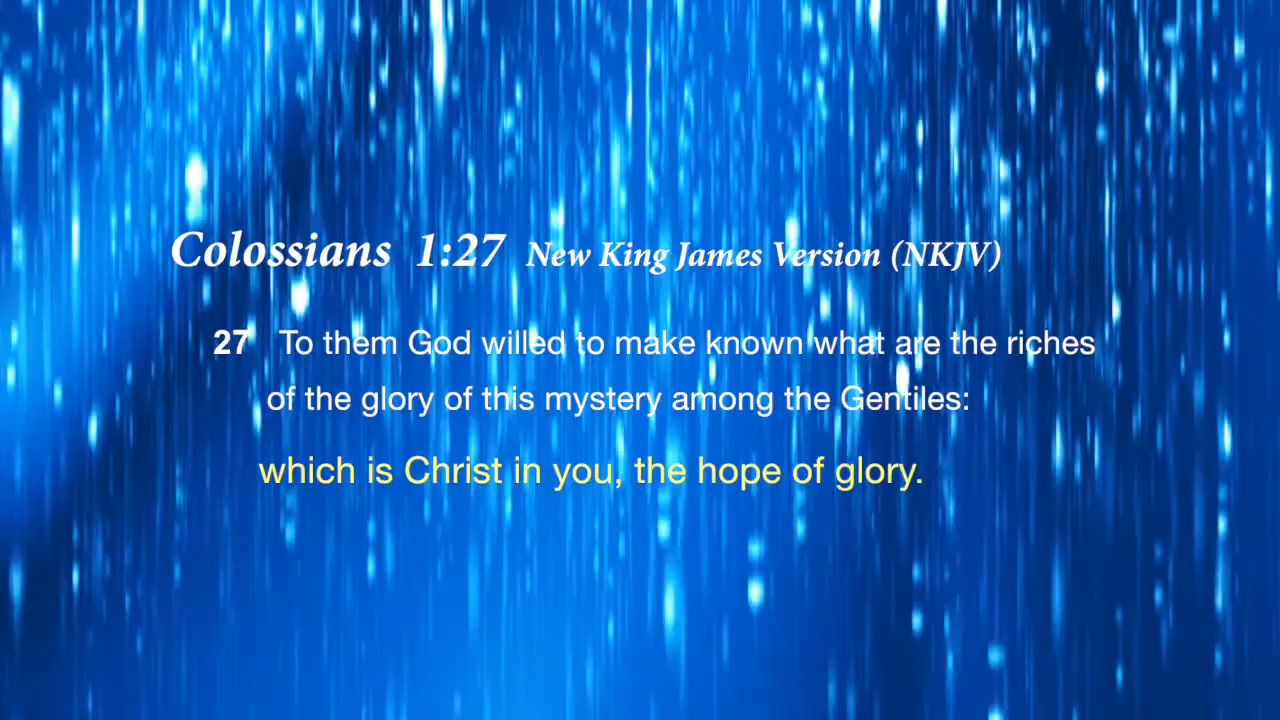 Colossians 1:27 New King James Version (NKJV)
27 To them God willed to make known what are the riches
of the glory of this mystery among the Gentiles:
which is Christ in you, the hope of glory.